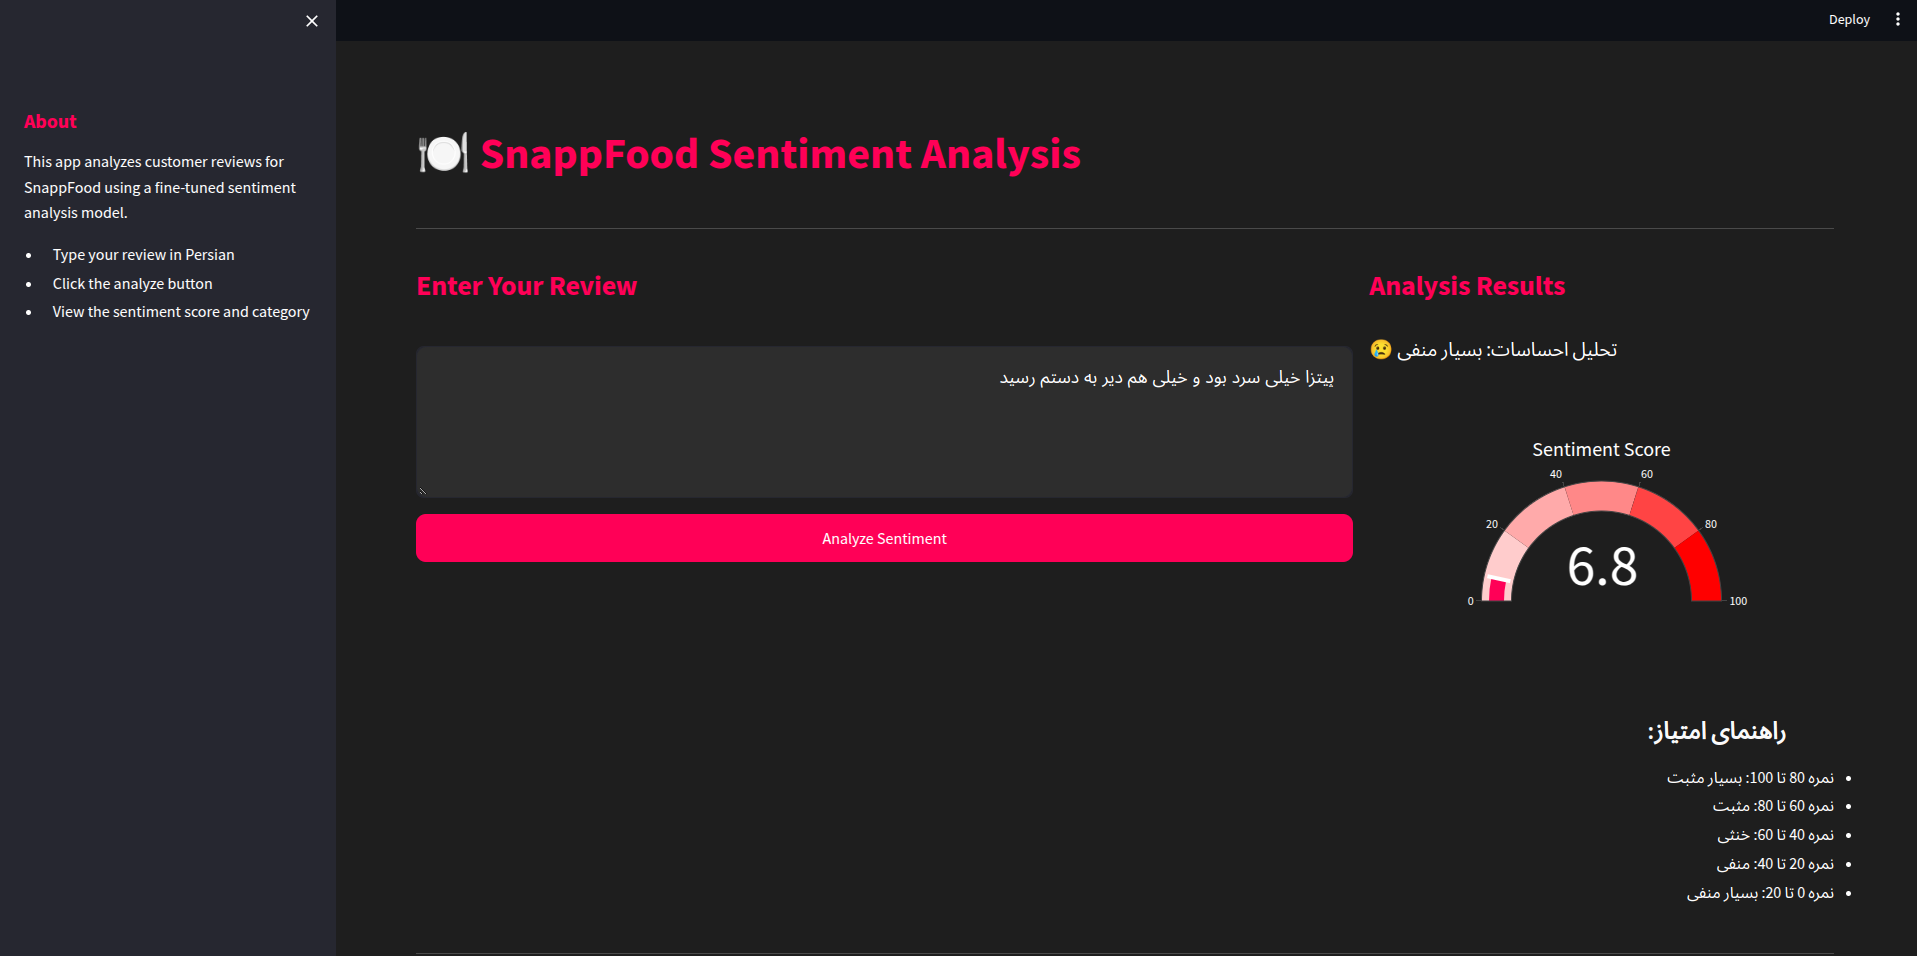 Deploy
About
This app analyzes customer reviews for
SnappFood using a fine-tuned sentiment
analysis model.
Type your review in Persian
Click the analyze button
View the sentiment score and category
SnappFood Sentiment Analysis
Enter Your Review
پیتزا خیلی سرد بود و خیلی هم دیر به دستم رسید
Analyze Sentiment
Analysis Results
تحلیل احساسات: بسیار منفی 😢
Sentiment Score
0
20
40
60
80
100
6.8
راهنمای امتیاز:
نمره 80 تا 100: بسیار مثبت
نمره 60 تا 80: مثبت
نمره 40 تا 60: خنثی
نمره 20 تا 40: منفی
نمره 0 تا 20: بسیار منفی